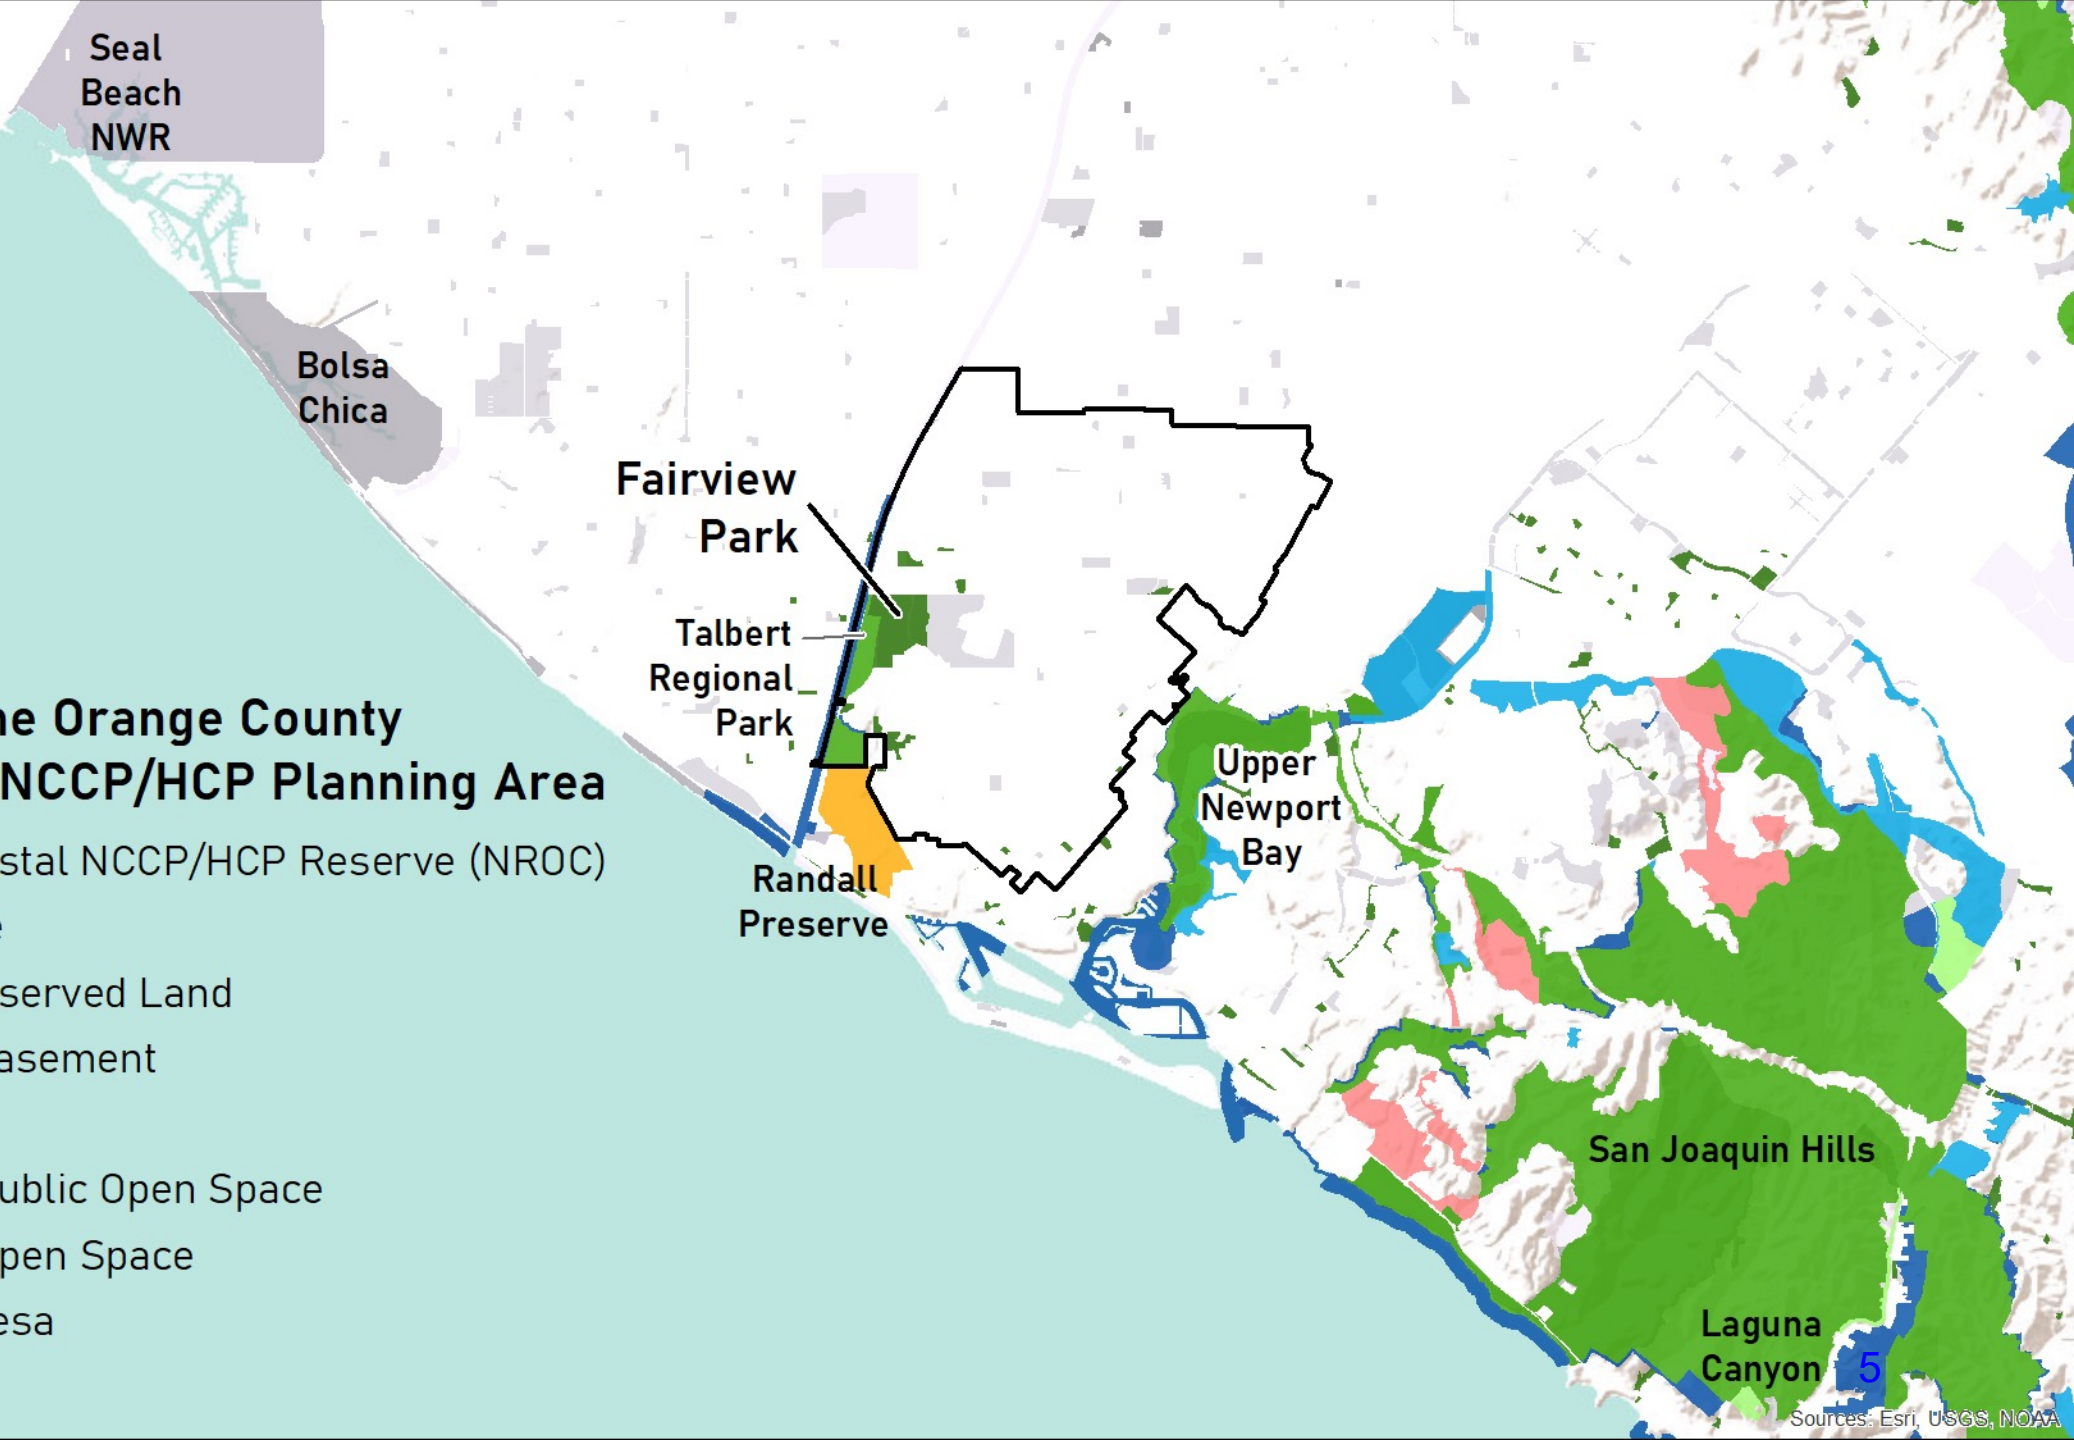 Seal
Beach
NWR
Bolsa
Chica
Fairview
Park
Talbert
Regional
Park
ne Orange County
NCCP/HCP Planning Area
stal NCCP/HCP Reserve (NROC)
e
served Land
asement
ublic Open Space
pen Space
esa
Randall
Preserve
Upper
Newport
Bay
San Joaquin Hills
Laguna
Canyon
5
Sources: Esri, USGS, NOAA